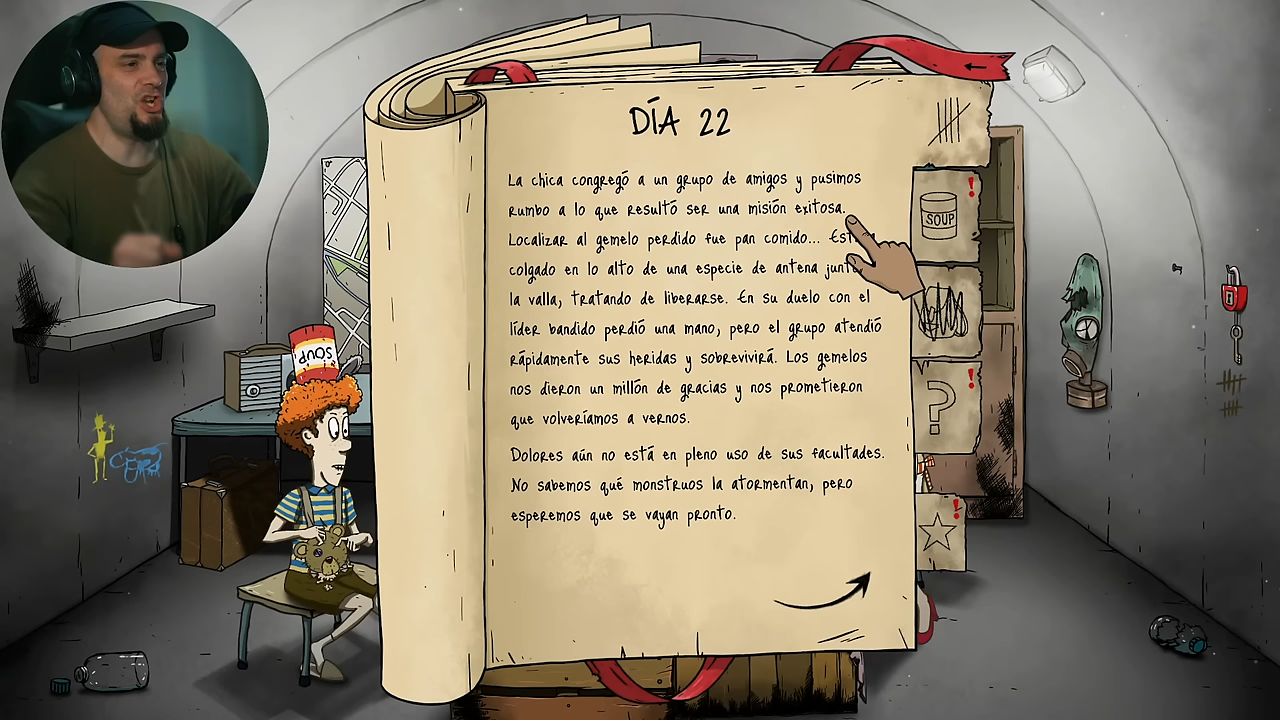 DÍA 22
La chica congregó a un grupo de amigos y pusimos
rumbo a lo que resultó ser una misión exitosa.
Localizar al gemelo perdido fue pan comido...
colgado en lo alto de una especie de antena
la valla, tratando de liberarse. En su duelo con el
líder bandido perdió una mano, pero el grupo atendió
rápidamente sus heridas y sobrevivirá. Los gemelos
nos dieron un millón de gracias y nos prometieron
que volveríamos a vernos.
Dolores aún no está en pleno uso de sus facultades.
No sabemos qué monstruos la atormentan, pero
esperemos que se vayan pronto.
!
SOUP
!
?
!
SOUP